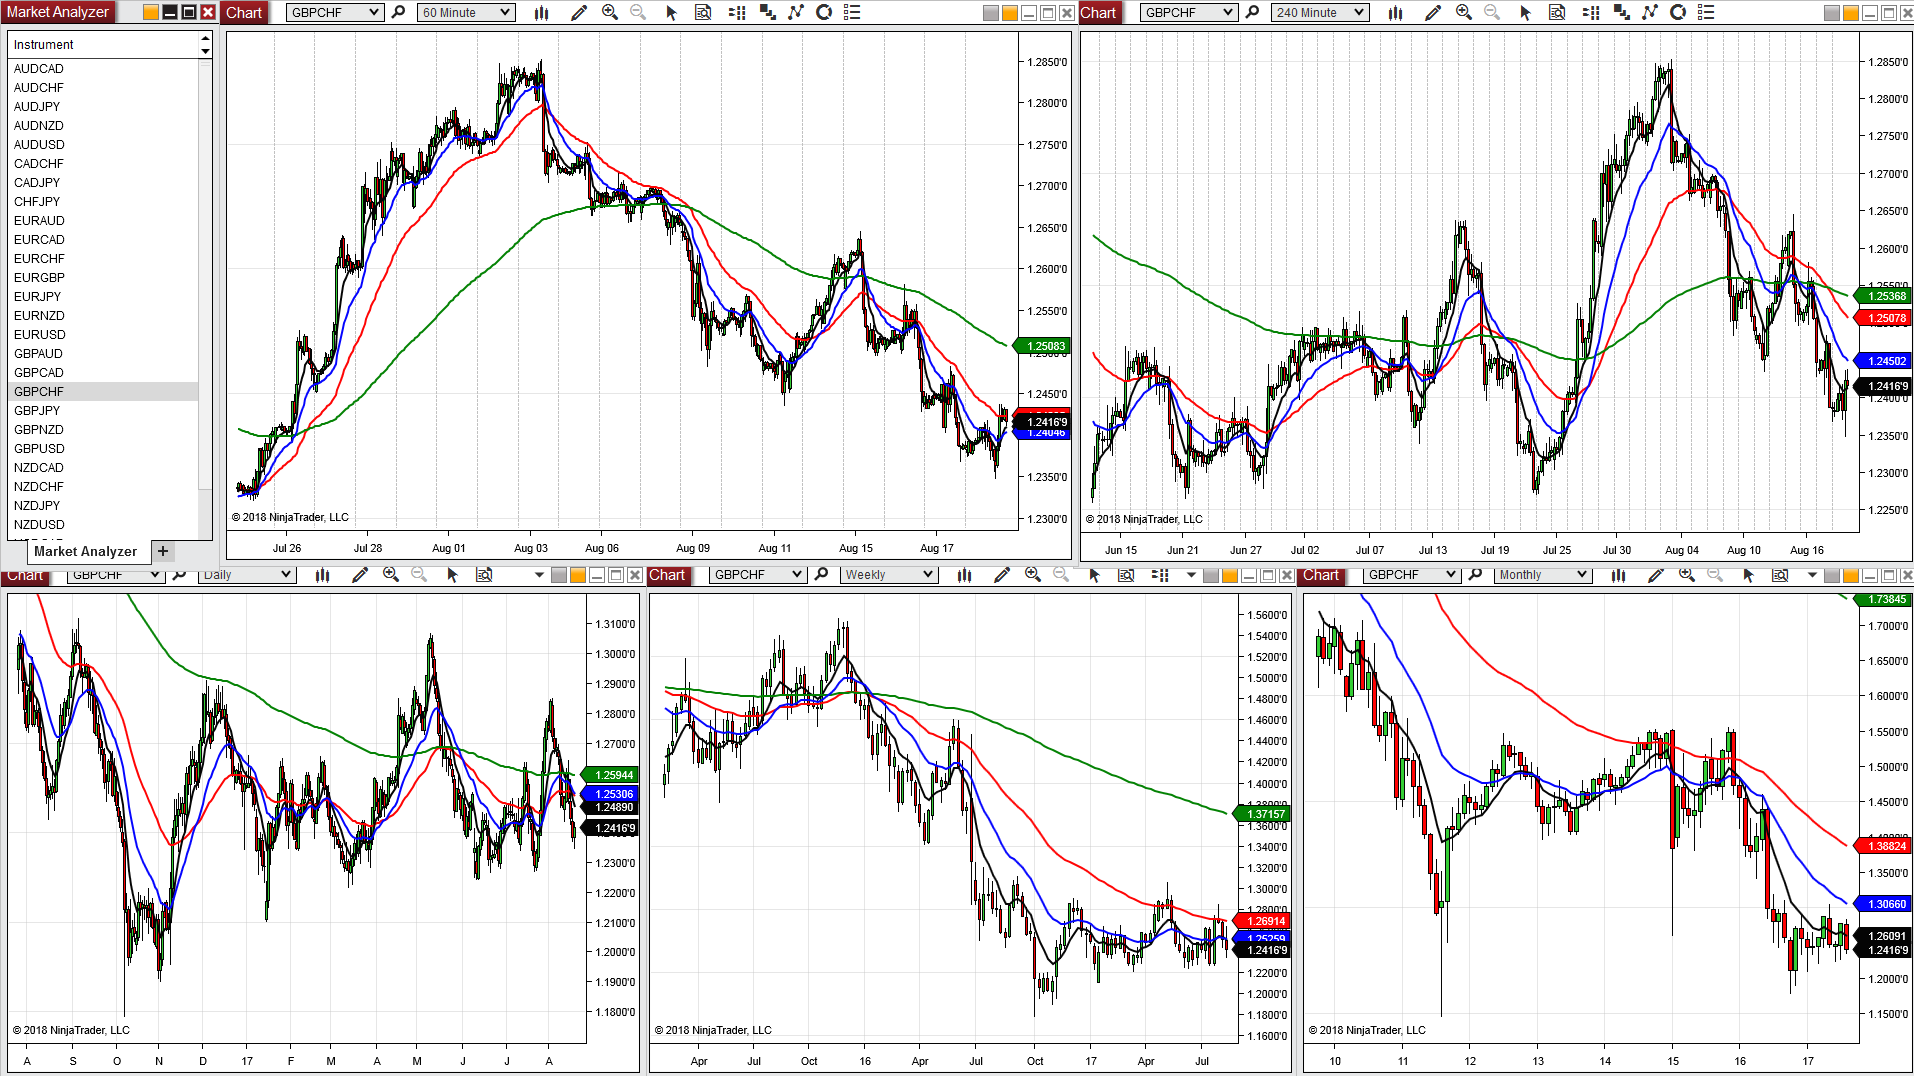 Market Analyzer
Instrument
AUDCAD
AUDCHF
AUDJPY
AUDNZD
AUDUSD
CADCHF
CADJPY
CHFJPY
EURAUD
EURCAD
EURCHF
EURGBP
EURJPY
EURNZD
EURUSD
GBPAUD
GBPCAD
GBPCHF
GBPJPY
GBPNZD
GBPUSD
NZDCAD
NZDCHF
NZDJPY
NZDUSD
Market Analyzer +
Chart GBPCHF 60 Minute
1.2850'0
1.2800'0
1.2750'0
1.2700'0
1.2650'0
1.2600'0
1.2550'0
1.25083
1.2450'0
1.2416'9
1.24046
1.2350'0
1.2300'0
© 2018 NinjaTrader, LLC
Jul 26 Jul 28 Aug 01 Aug 03 Aug 06 Aug 09 Aug 11 Aug 15 Aug 17
Chart GBPCHF 240 Minute
1.2850'0
1.2800'0
1.2750'0
1.2700'0
1.2650'0
1.2600'0
1.2550'0
1.25368
1.25078
1.24502
1.2416'9
1.2400'0
1.2350'0
1.2300'0
1.2250'0
© 2018 NinjaTrader, LLC
Jun 15 Jun 21 Jun 27 Jul 02 Jul 07 Jul 13 Jul 19 Jul 25 Jul 30 Aug 04 Aug 10 Aug 16
Chart GBPCHF Daily
1.3100'0
1.3000'0
1.2900'0
1.2800'0
1.2700'0
1.25944
1.25306
1.24890
1.2416'9
1.2300'0
1.2200'0
1.2100'0
1.2000'0
1.1900'0
1.1800'0
© 2018 NinjaTrader, LLC
A S O N D 17 F M A M J J A
Chart GBPCHF Weekly
1.5600'0
1.5400'0
1.5200'0
1.5000'0
1.4800'0
1.4600'0
1.4400'0
1.4200'0
1.4000'0
1.37157
1.3600'0
1.3400'0
1.3200'0
1.3000'0
1.2800'0
1.26914
1.25259
1.2416'9
1.2200'0
1.2000'0
1.1800'0
1.1600'0
© 2018 NinjaTrader, LLC
Apr Jul Oct 16 Apr Jul Oct 17 Apr Jul
Chart GBPCHF Monthly
1.73845
1.7000'0
1.6500'0
1.6000'0
1.5500'0
1.5000'0
1.4500'0
1.38824
1.3500'0
1.30660
1.26091
1.2416'9
1.2000'0
1.1500'0
© 2018 NinjaTrader, LLC
10 11 12 13 14 15 16 17